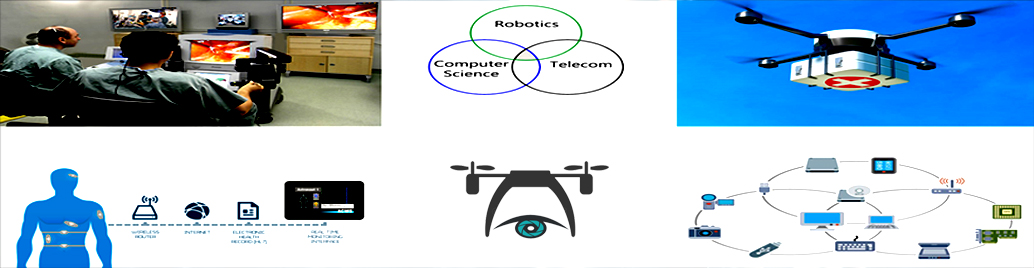 Robotics
Computer
Science
Telecom
WIRELESS
ROUTER
INTERNET
ELECTRONIC
HEALTH
RECORD (HL7)
REAL TIME
MONITORING
INTERFACE